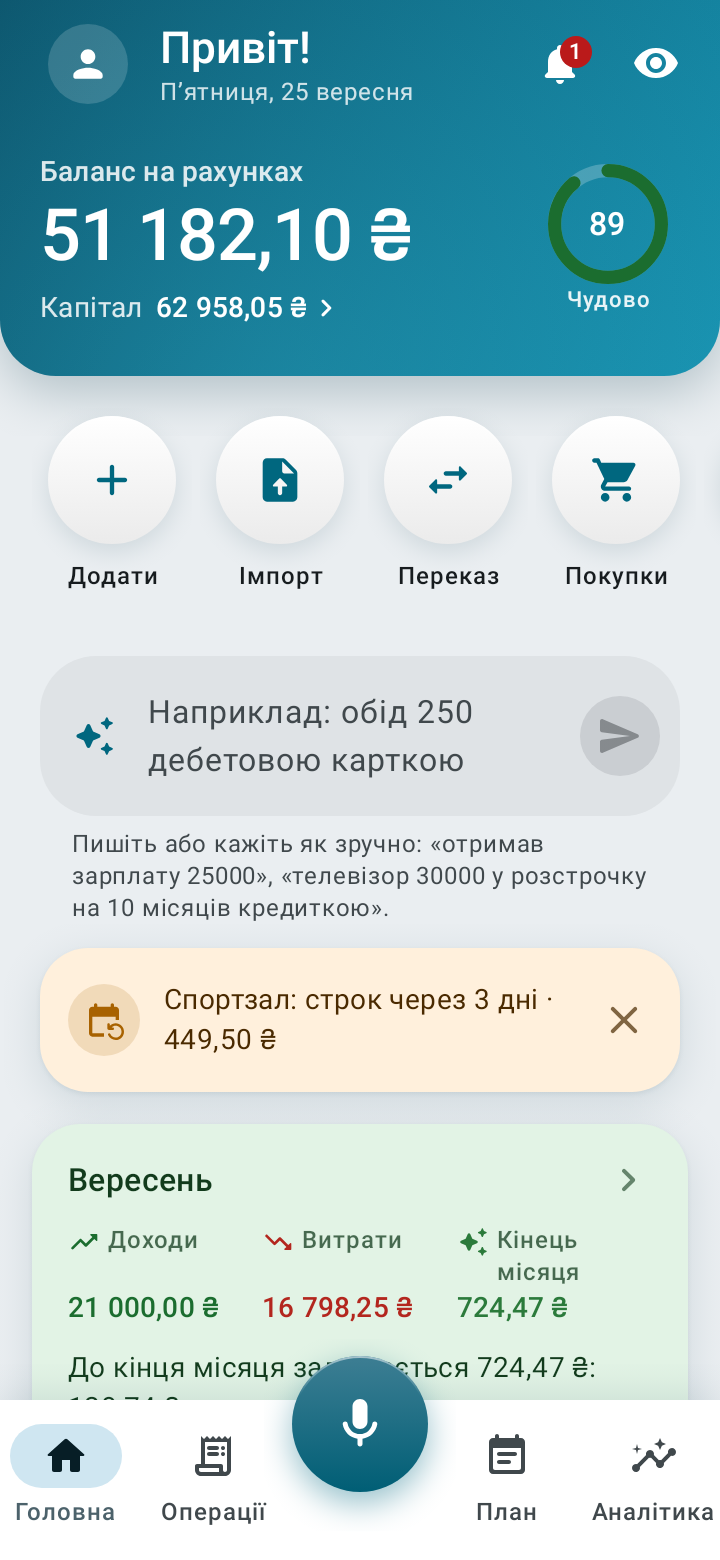 Привіт!
П’ятниця, 25 вересня
1
Баланс на рахунках
51 182,10 ₴
Капітал 62 958,05 ₴
89
Чудово
Додати
Імпорт
Переказ
Покупки
Наприклад: обід 250
дебетовою карткою
Пишіть або кажіть як зручно: «отримав
зарплату 25000», «телевізор 30000 у розстрочку
на 10 місяців кредиткою».
Спортзал: строк через 3 дні ·
449,50 ₴
Вересень
Доходи
21 000,00 ₴
Витрати
16 798,25 ₴
Кінець
місяця
724,47 ₴
До кінця місяця 724,47 ₴:
Головна
Операції
План
Аналітика